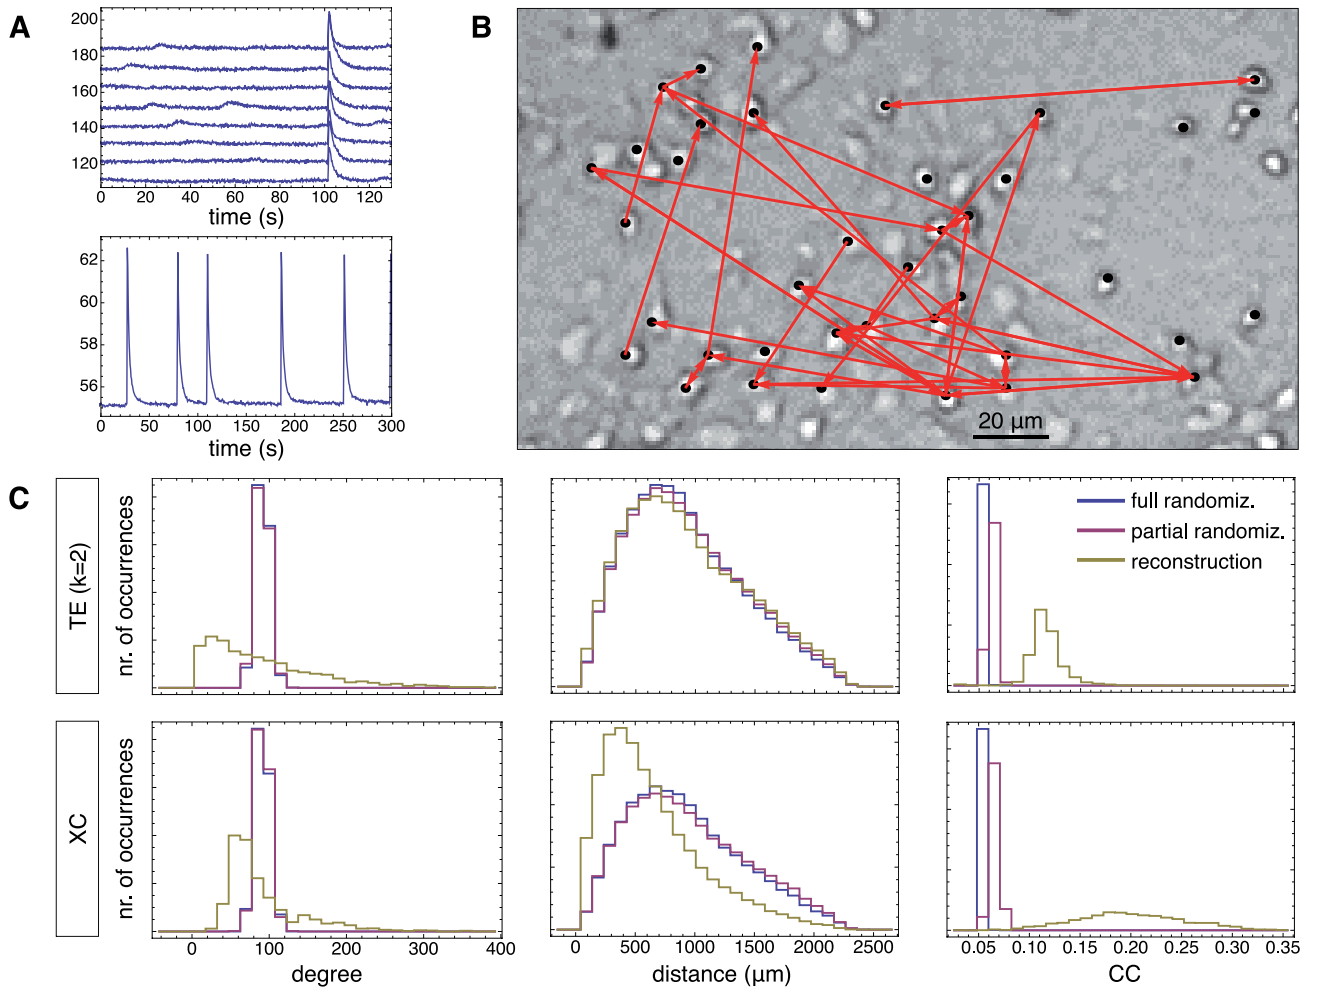 A
200
180
160
140
120
0 20 40 60 80 100 120
time (s)
62
60
58
56
0 50 100 150 200 250 300
time (s)
B
20 µm
C
TE (k=2)
nr. of occurrences
full randomiz.
partial randomiz.
reconstruction
XC
nr. of occurrences
0 100 200 300 400
degree
0 500 1000 1500 2000 2500
distance (µm)
0.05 0.10 0.15 0.20 0.25 0.30 0.35
CC